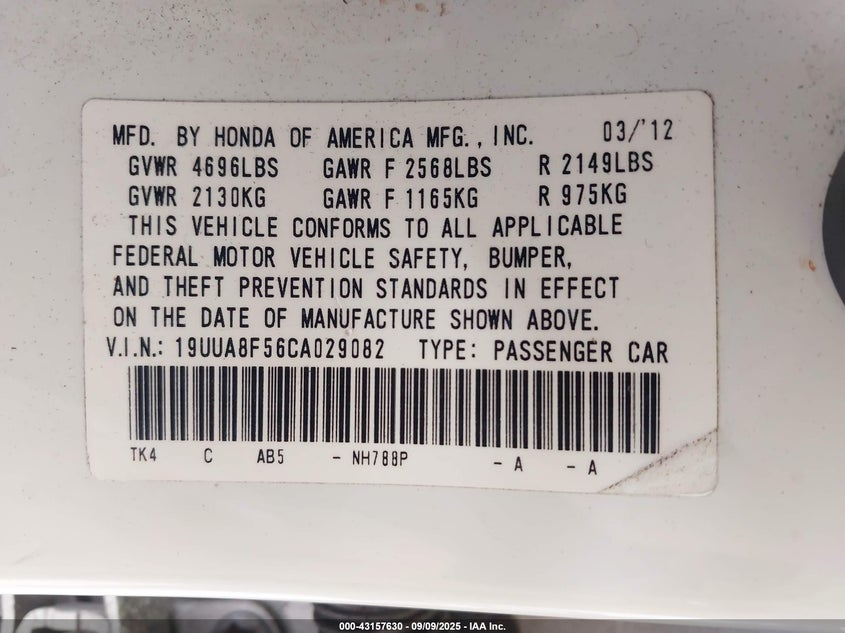 MFD. BY HONDA OF AMERICA MFG., INC. 03/'12
GVWR 4696LBS GAWR F 2568LBS R 2149LBS
GVWR 2130KG GAWR F 1165KG R 975KG
THIS VEHICLE CONFORMS TO ALL APPLICABLE
FEDERAL MOTOR VEHICLE SAFETY, BUMPER,
AND THEFT PREVENTION STANDARDS IN EFFECT
ON THE DATE OF MANUFACTURE SHOWN ABOVE.
V.I.N.: 19UUA8F56CA029082 TYPE: PASSENGER CAR
TK4 C AB5 - NH788P - A - A
000-43157630 - 09/09/2025 - IAA Inc.